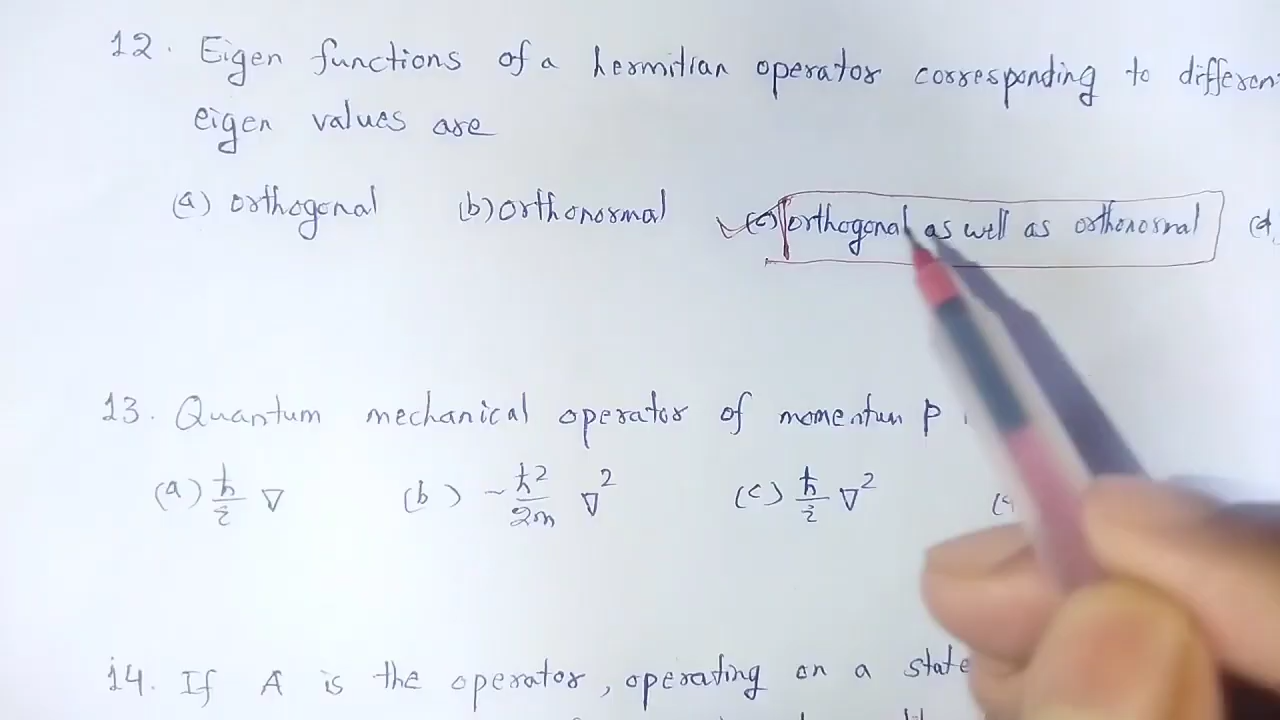 12. Eigen functions of a hermitian operator corresponding to different
eigen values are
(a) orthogonal (b) orthonormal (c) orthogonal as well as orthonormal (d
13. Quantum mechanical operator of momentum P
(a) ℏ/i ∇ (b) -ℏ²/2m ∇² (c) ℏ/i ∇²
14. If A is the operator, operating on a state